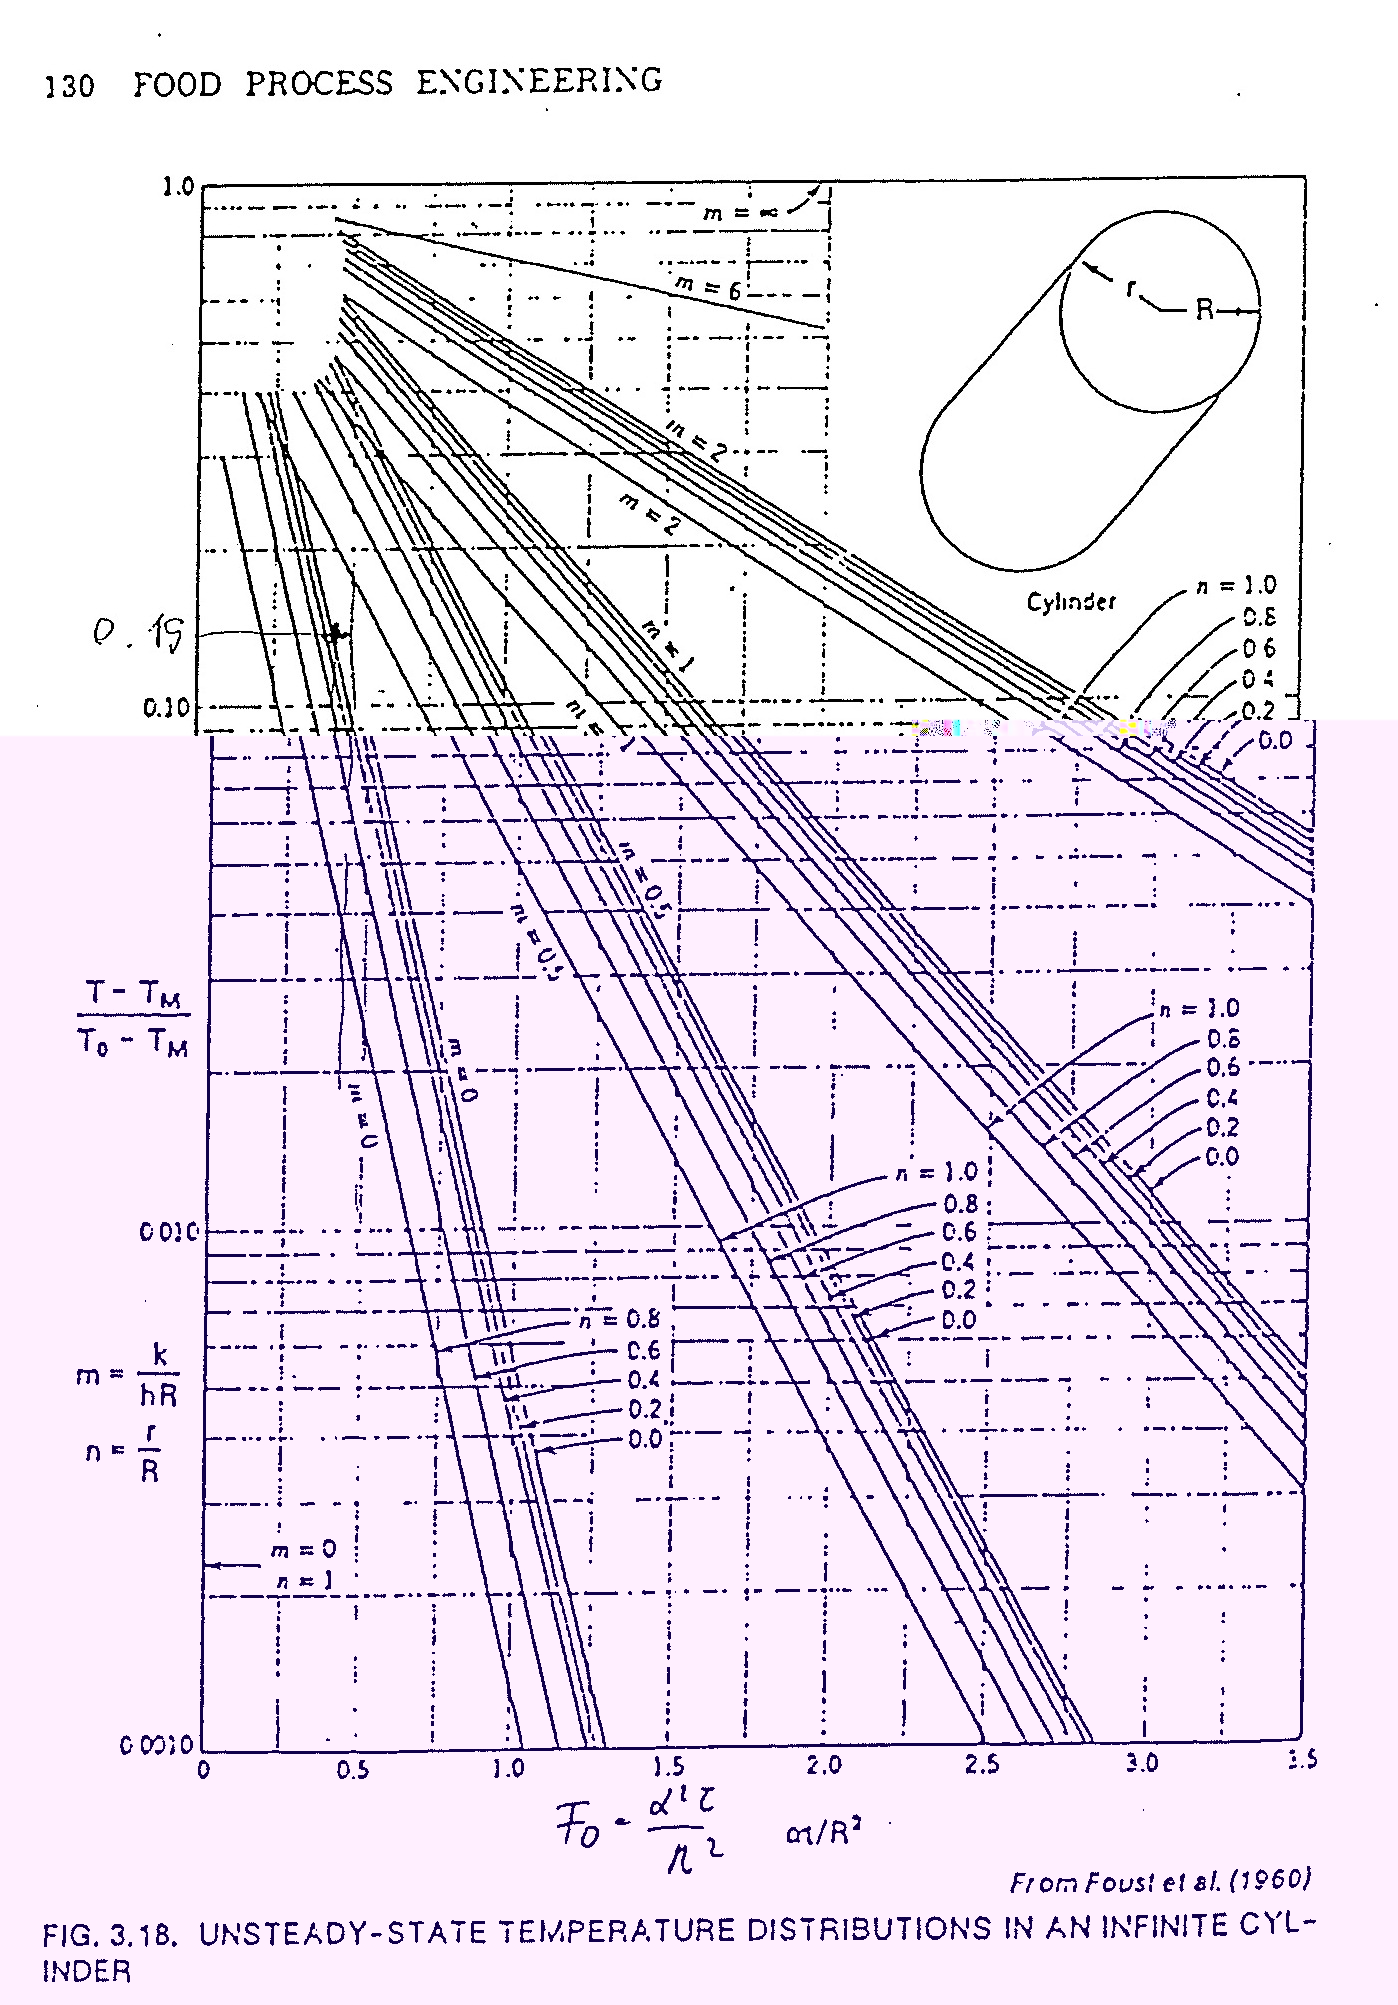 130 FOOD PROCESS ENGINEERING
1.0
m = ∞
m = 6
r
R
m = 2
m = 2
Cylinder
n = 1.0
0.8
0.6
0.4
0.2
0.0
0.19
m = 1
0.10
m = 1
m = 0.5
m = 0.5
T - TM
T0 - TM
n = 1.0
0.8
0.6
0.4
0.2
0.0
m = 0
m = 0
n = 1.0
0.8
0.6
0.4
0.2
0.0
0.010
n = 0.8
0.6
0.4
0.2
0.0
m = k
hR
n = r
R
m = 0
n = 1
0.0010
0 0.5 1.0 1.5 2.0 2.5 3.0 3.5
F0 =
αt/R²
From Foust et al. (1960)
FIG. 3.18. UNSTEADY-STATE TEMPERATURE DISTRIBUTIONS IN AN INFINITE CYL-
INDER